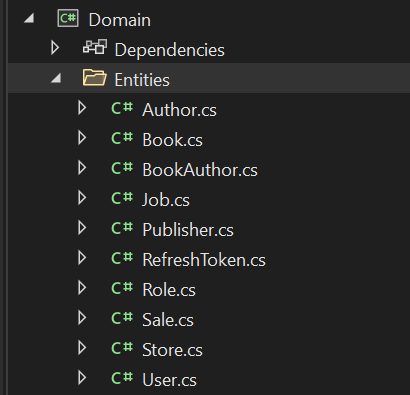 C# Domain
Dependencies
Entities
C# Author.cs
C# Book.cs
C# BookAuthor.cs
C# Job.cs
C# Publisher.cs
C# RefreshToken.cs
C# Role.cs
C# Sale.cs
C# Store.cs
C# User.cs